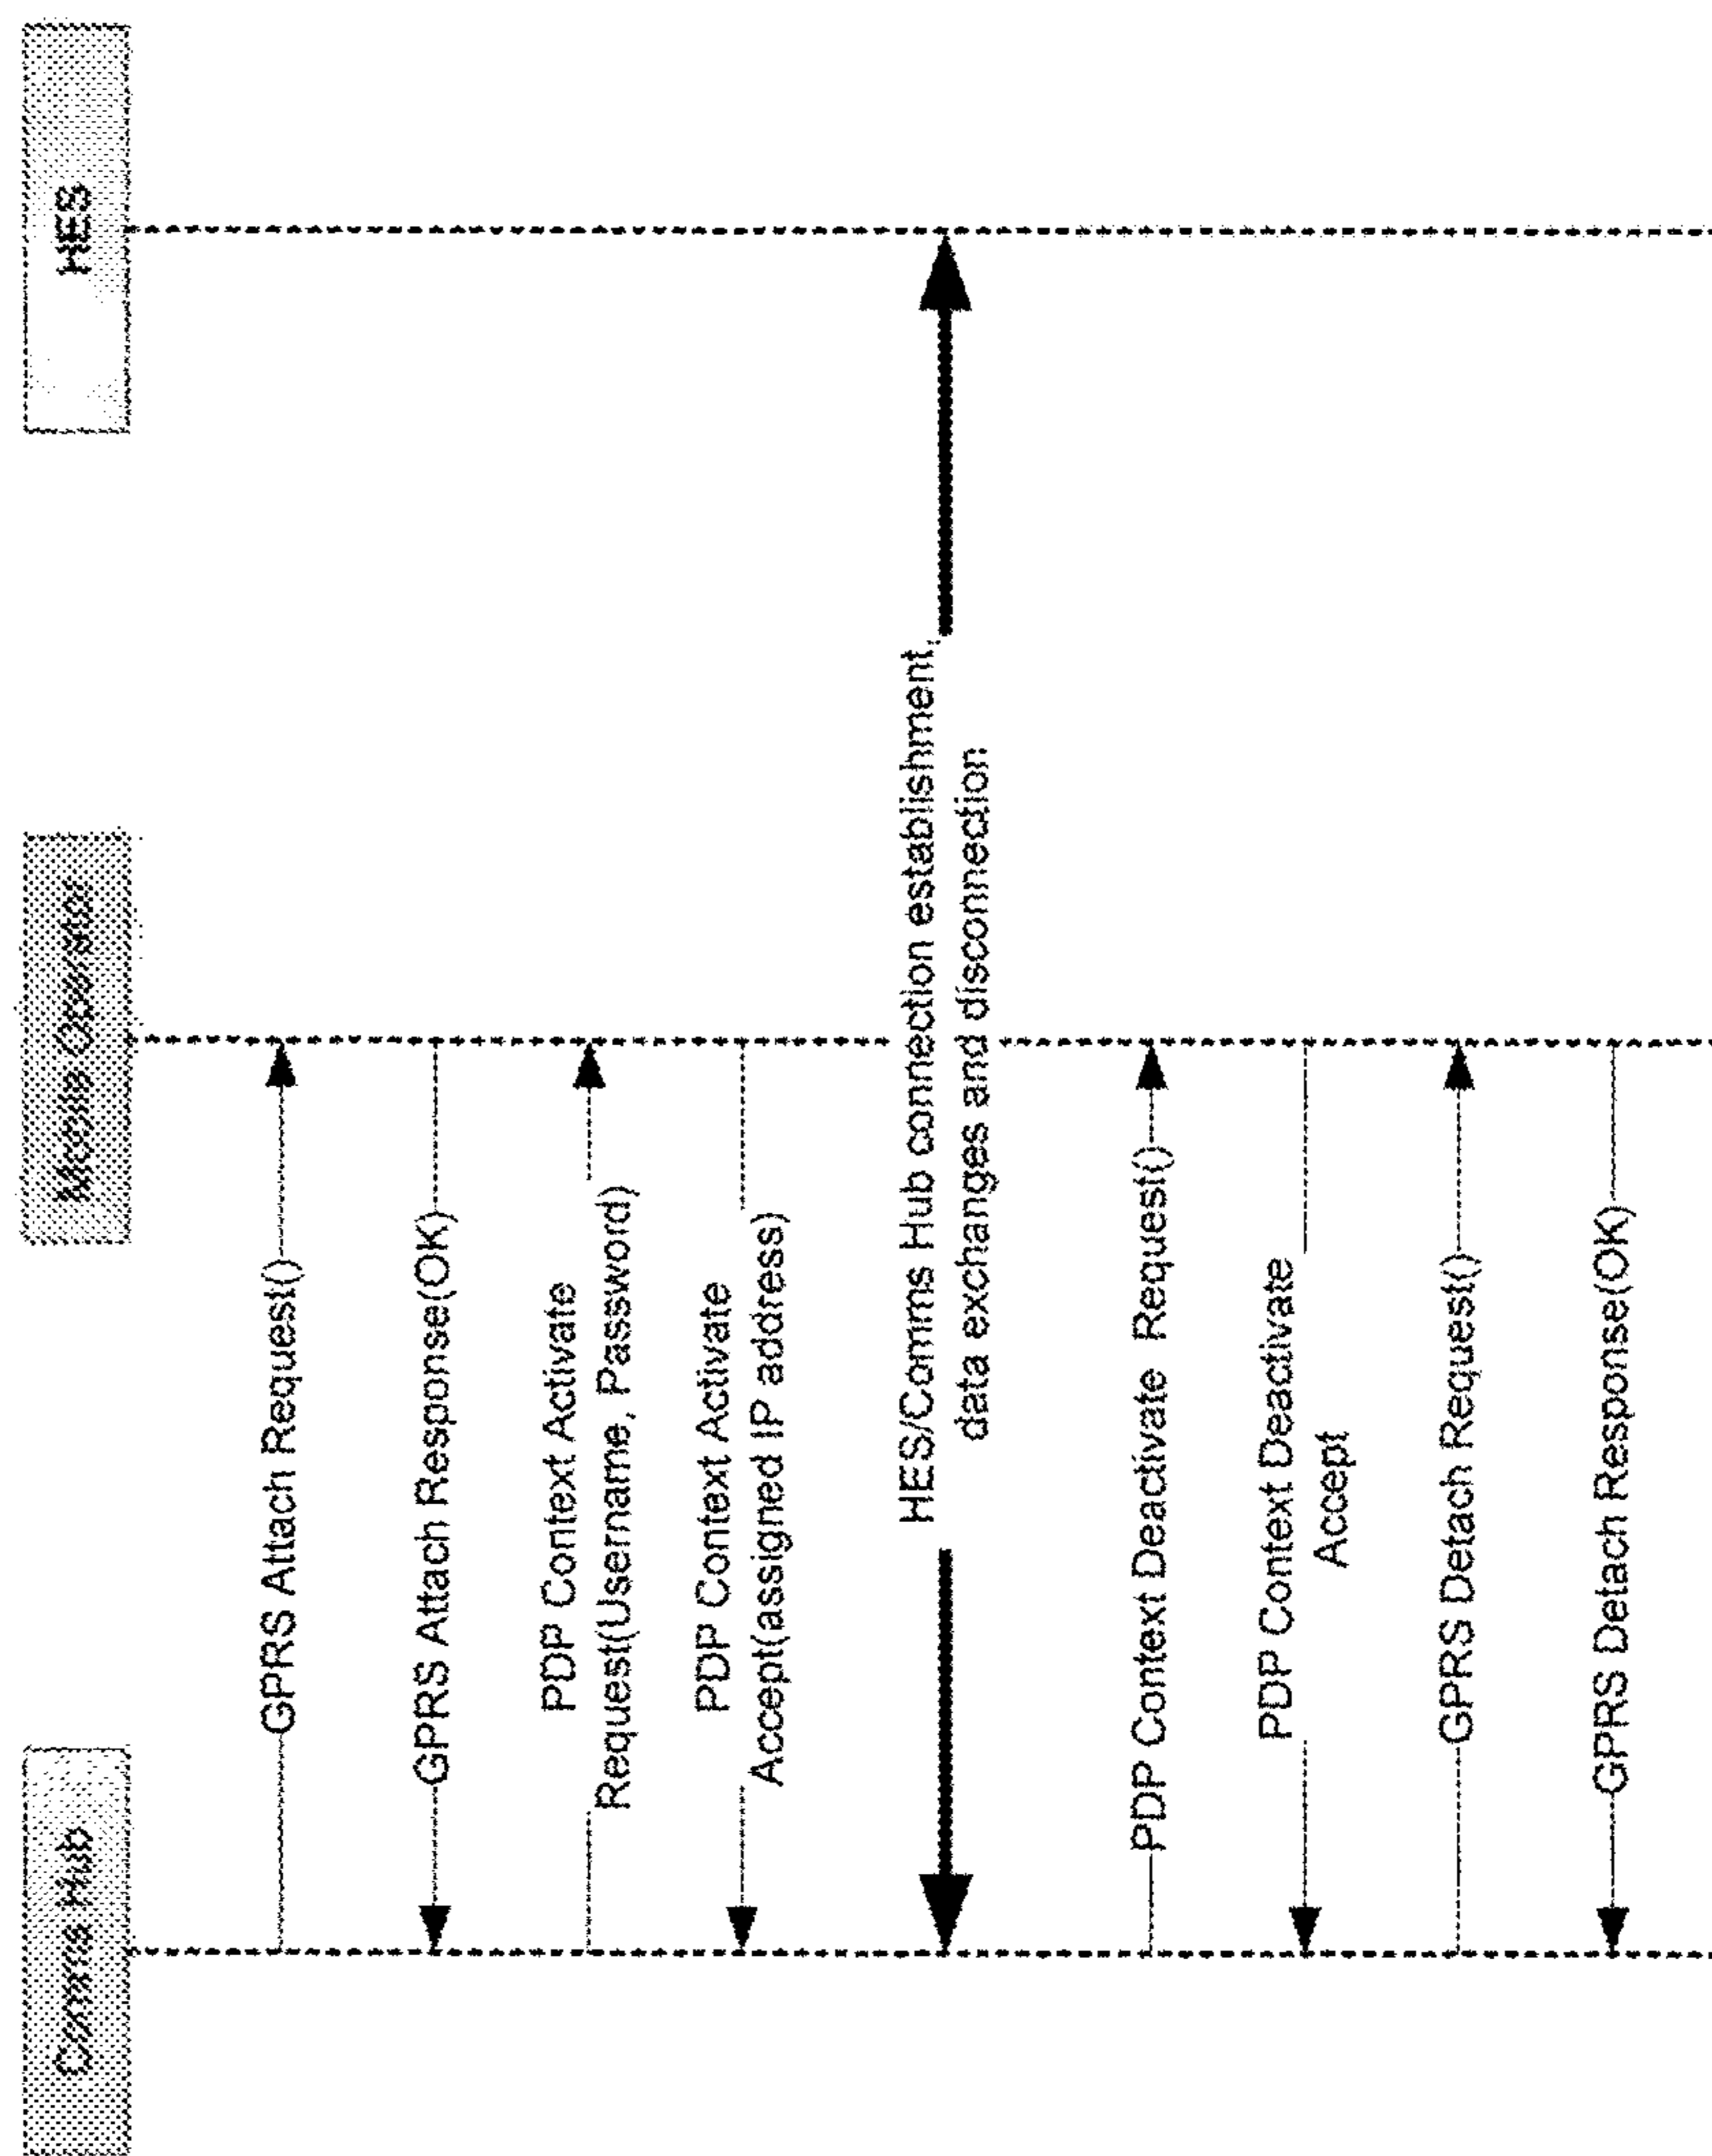 Comms Hub
Mobile Operator
HES
GPRS Attach Request()
GPRS Attach Response(OK)
PDP Context Activate
Request(Username, Password)
PDP Context Activate
Accept(assigned IP address)
HES/Comms Hub connection establishment,
data exchanges and disconnection
PDP Context Deactivate Request()
PDP Context Deactivate
Accept
GPRS Detach Request()
GPRS Detach Response(OK)